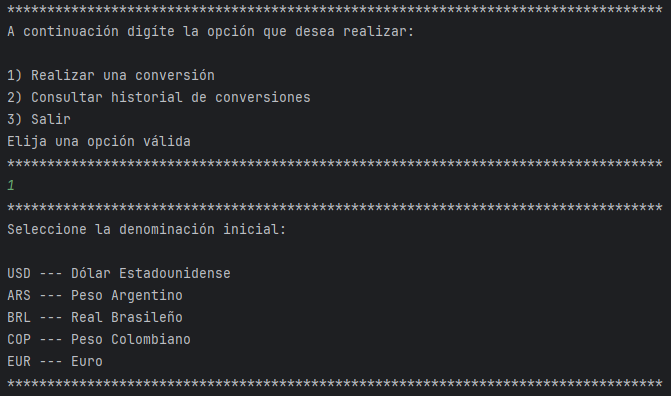 **********************************************************************************
A continuación digíte la opción que desea realizar:
1) Realizar una conversión
2) Consultar historial de conversiones
3) Salir
Elija una opción válida
**********************************************************************************
1
**********************************************************************************
Seleccione la denominación inicial:
USD --- Dólar Estadounidense
ARS --- Peso Argentino
BRL --- Real Brasileño
COP --- Peso Colombiano
EUR --- Euro
**********************************************************************************